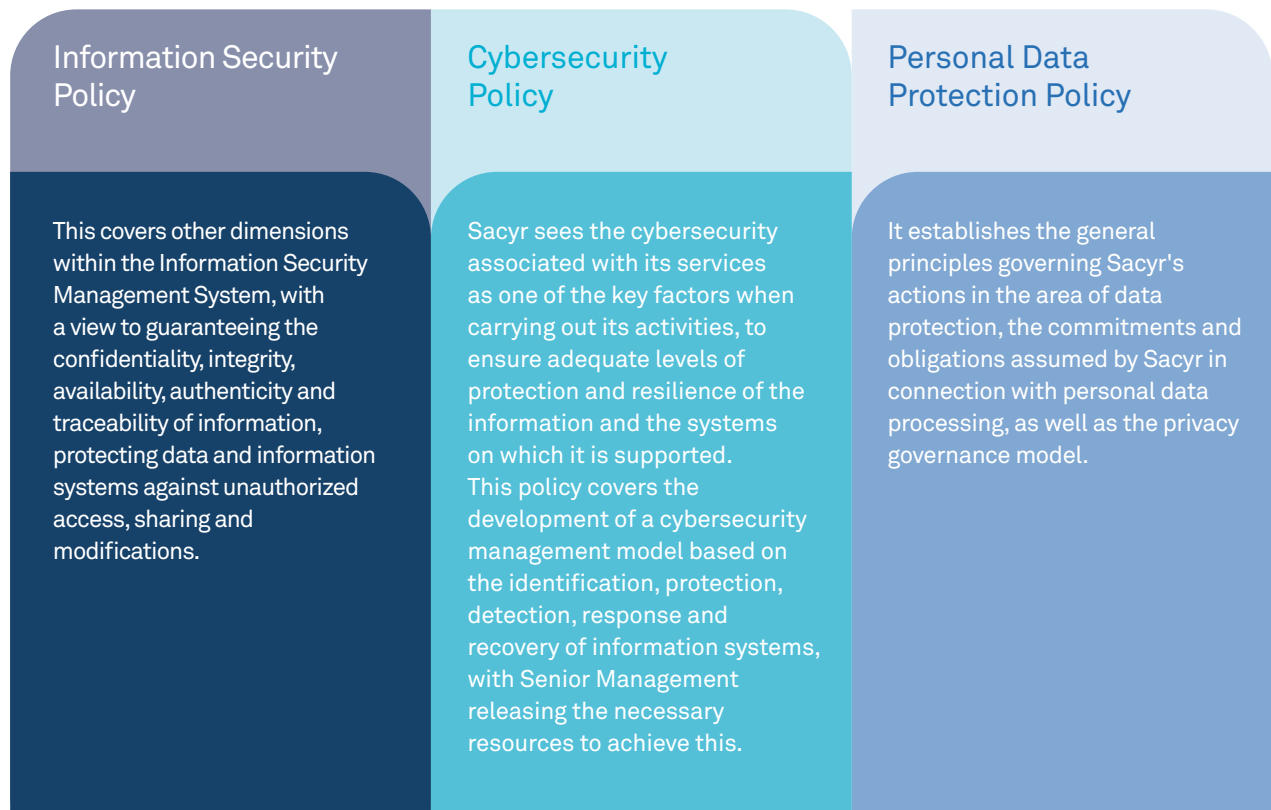 Information Security
Policy
This covers other dimensions
within the Information Security
Management System, with
a view to guaranteeing the
confidentiality, integrity,
availability, authenticity and
traceability of information,
protecting data and information
systems against unauthorized
access, sharing and
modifications.
Cybersecurity
Policy
Sacyr sees the cybersecurity
associated with its services
as one of the key factors when
carrying out its activities, to
ensure adequate levels of
protection and resilience of the
information and the systems
on which it is supported.
This policy covers the
development of a cybersecurity
management model based on
the identification, protection,
detection, response and
recovery of information systems,
with Senior Management
releasing the necessary
resources to achieve this.
Personal Data
Protection Policy
It establishes the general
principles governing Sacyr's
actions in the area of data
protection, the commitments and
obligations assumed by Sacyr in
connection with personal data
processing, as well as the privacy
governance model.